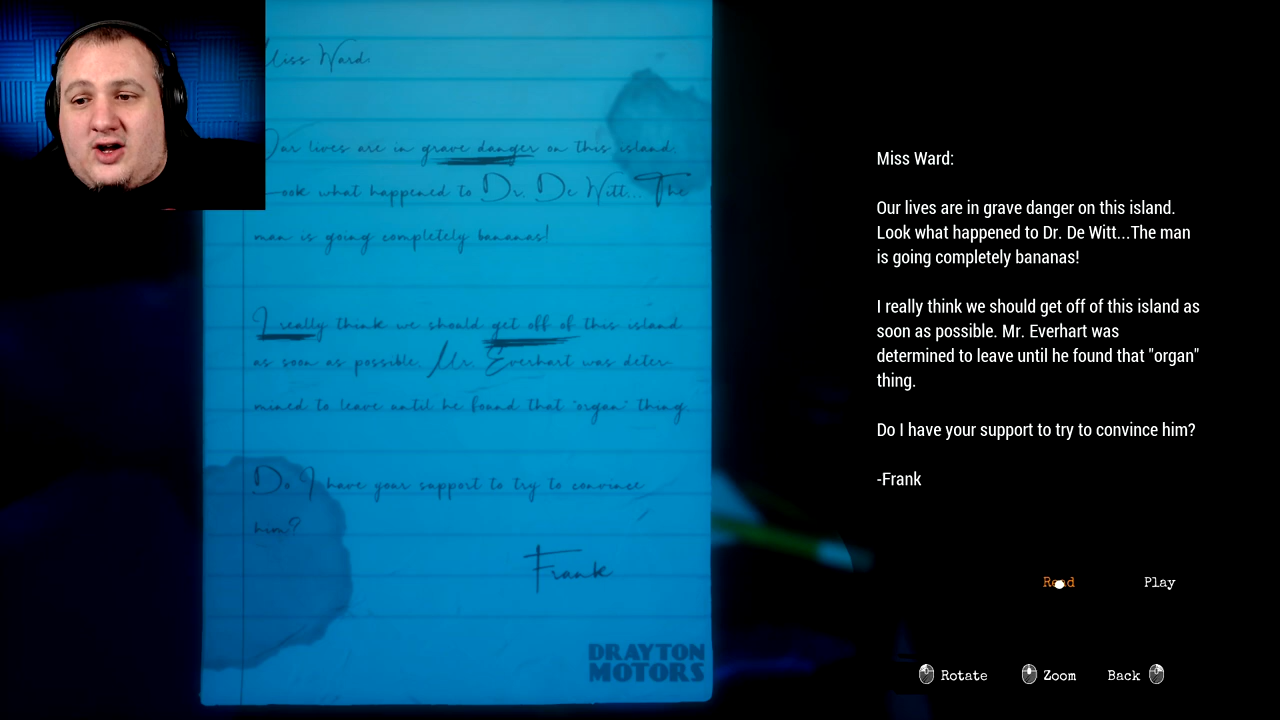 Miss Ward:
Our lives are in grave danger on this island.
Look what happened to Dr. De Witt... The
man is going completely bananas!
I really think we should get off of this island
as soon as possible. Mr. Everhart was deter-
mined to leave until he found that "organ" thing.
Do I have your support to try to convince
him?
Frank
DRAYTON
MOTORS
Miss Ward:
Our lives are in grave danger on this island.
Look what happened to Dr. De Witt...The man
is going completely bananas!
I really think we should get off of this island as
soon as possible. Mr. Everhart was
determined to leave until he found that "organ"
thing.
Do I have your support to try to convince him?
-Frank
Read
Play
Rotate
Zoom
Back